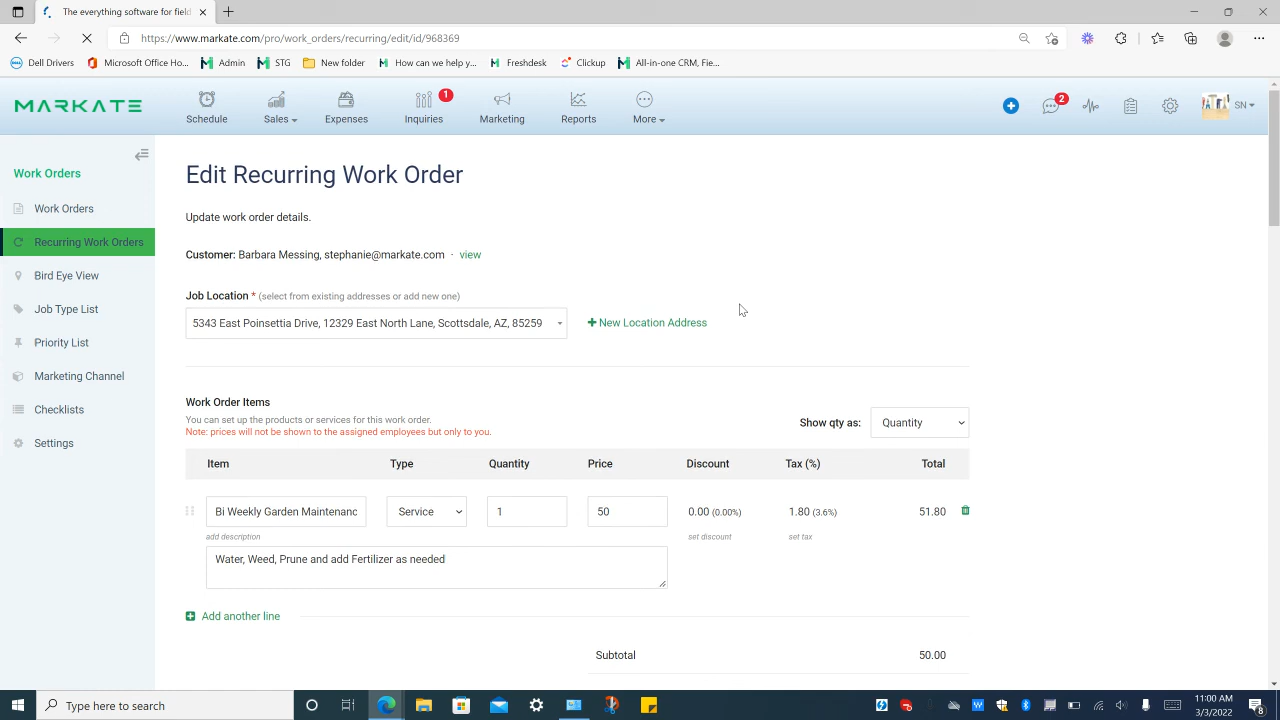 The everything software for field
https://www.markate.com/pro/work_orders/recurring/edit/id/968369
Dell Drivers
Microsoft Office Ho...
Admin
STG
New folder
How can we help y...
Freshdesk
Clickup
All-in-one CRM, Fie...
MARKATE
Schedule
Sales
Expenses
1
Inquiries
Marketing
Reports
More
2
SN
Work Orders
Work Orders
Recurring Work Orders
Bird Eye View
Job Type List
Priority List
Marketing Channel
Checklists
Settings
Edit Recurring Work Order
Update work order details.
Customer: Barbara Messing, stephanie@markate.com · view
Job Location * (select from existing addresses or add new one)
5343 East Poinsettia Drive, 12329 East North Lane, Scottsdale, AZ, 85259
New Location Address
Work Order Items
You can set up the products or services for this work order.
Note: prices will not be shown to the assigned employees but only to you.
Show qty as: Quantity
Item Type Quantity Price Discount Tax (%) Total
Bi Weekly Garden Maintenanc Service 1 50 0.00 (0.00%) 1.80 (3.6%) 51.80
add description set discount set tax
Water, Weed, Prune and add Fertilizer as needed
Add another line
Subtotal 50.00
Type here to search
11:00 AM
3/3/2022
8